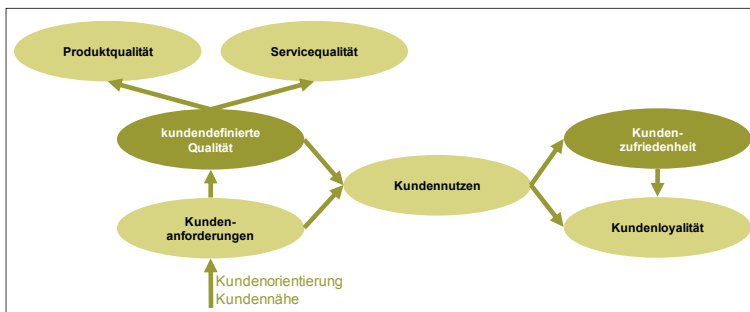 Produktqualität
Servicequalität
kundendefinierte
Qualität
Kunden-
zufriedenheit
Kundennutzen
Kunden-
anforderungen
Kundenloyalität
Kundenorientierung
Kundennähe